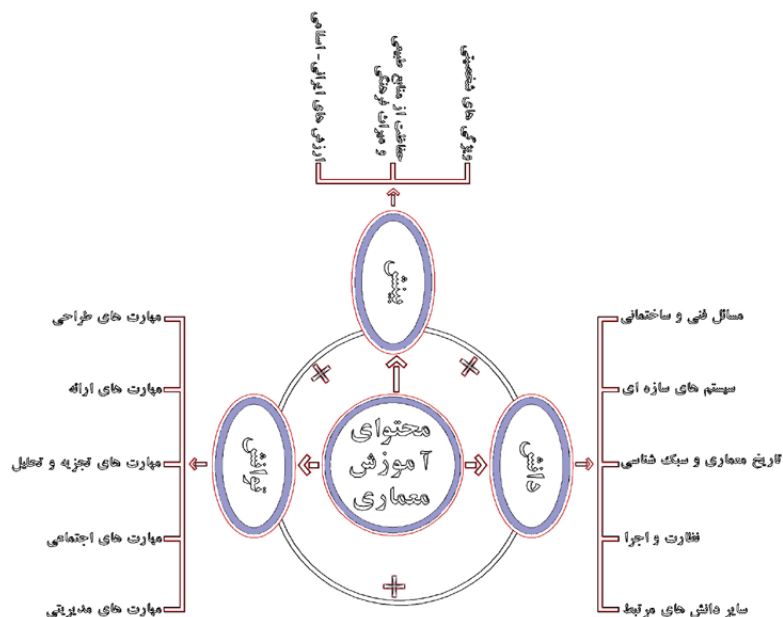 ویژگی های شخصیتی
حفاظت از منابع طبیعی
و میراث فرهنگی
ارزش های ایرانی - اسلامی
بینش
محتوای
آموزش
معماری
دانش
توانش
مسائل فنی و ساختمانی
سیستم های سازه ای
تاریخ معماری و سبک شناسی
نظارت و اجرا
سایر دانش های مرتبط
مهارت های طراحی
مهارت های ارائه
مهارت های تجزیه و تحلیل
مهارت های اجتماعی
مهارت های مدیریتی